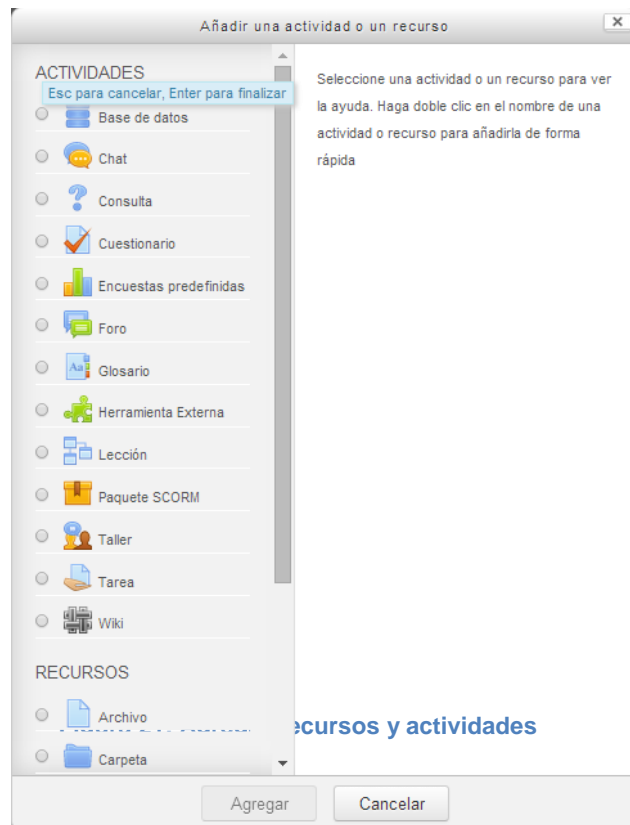 Añadir una actividad o un recurso
ACTIVIDADES
Esc para cancelar, Enter para finalizar
Base de datos
Chat
Consulta
Cuestionario
Encuestas predefinidas
Foro
Glosario
Herramienta Externa
Lección
Paquete SCORM
Taller
Tarea
Wiki
RECURSOS
Archivo
Carpeta
Seleccione una actividad o un recurso para ver
la ayuda. Haga doble clic en el nombre de una
actividad o recurso para añadirla de forma
rápida
y actividades
Agregar
Cancelar